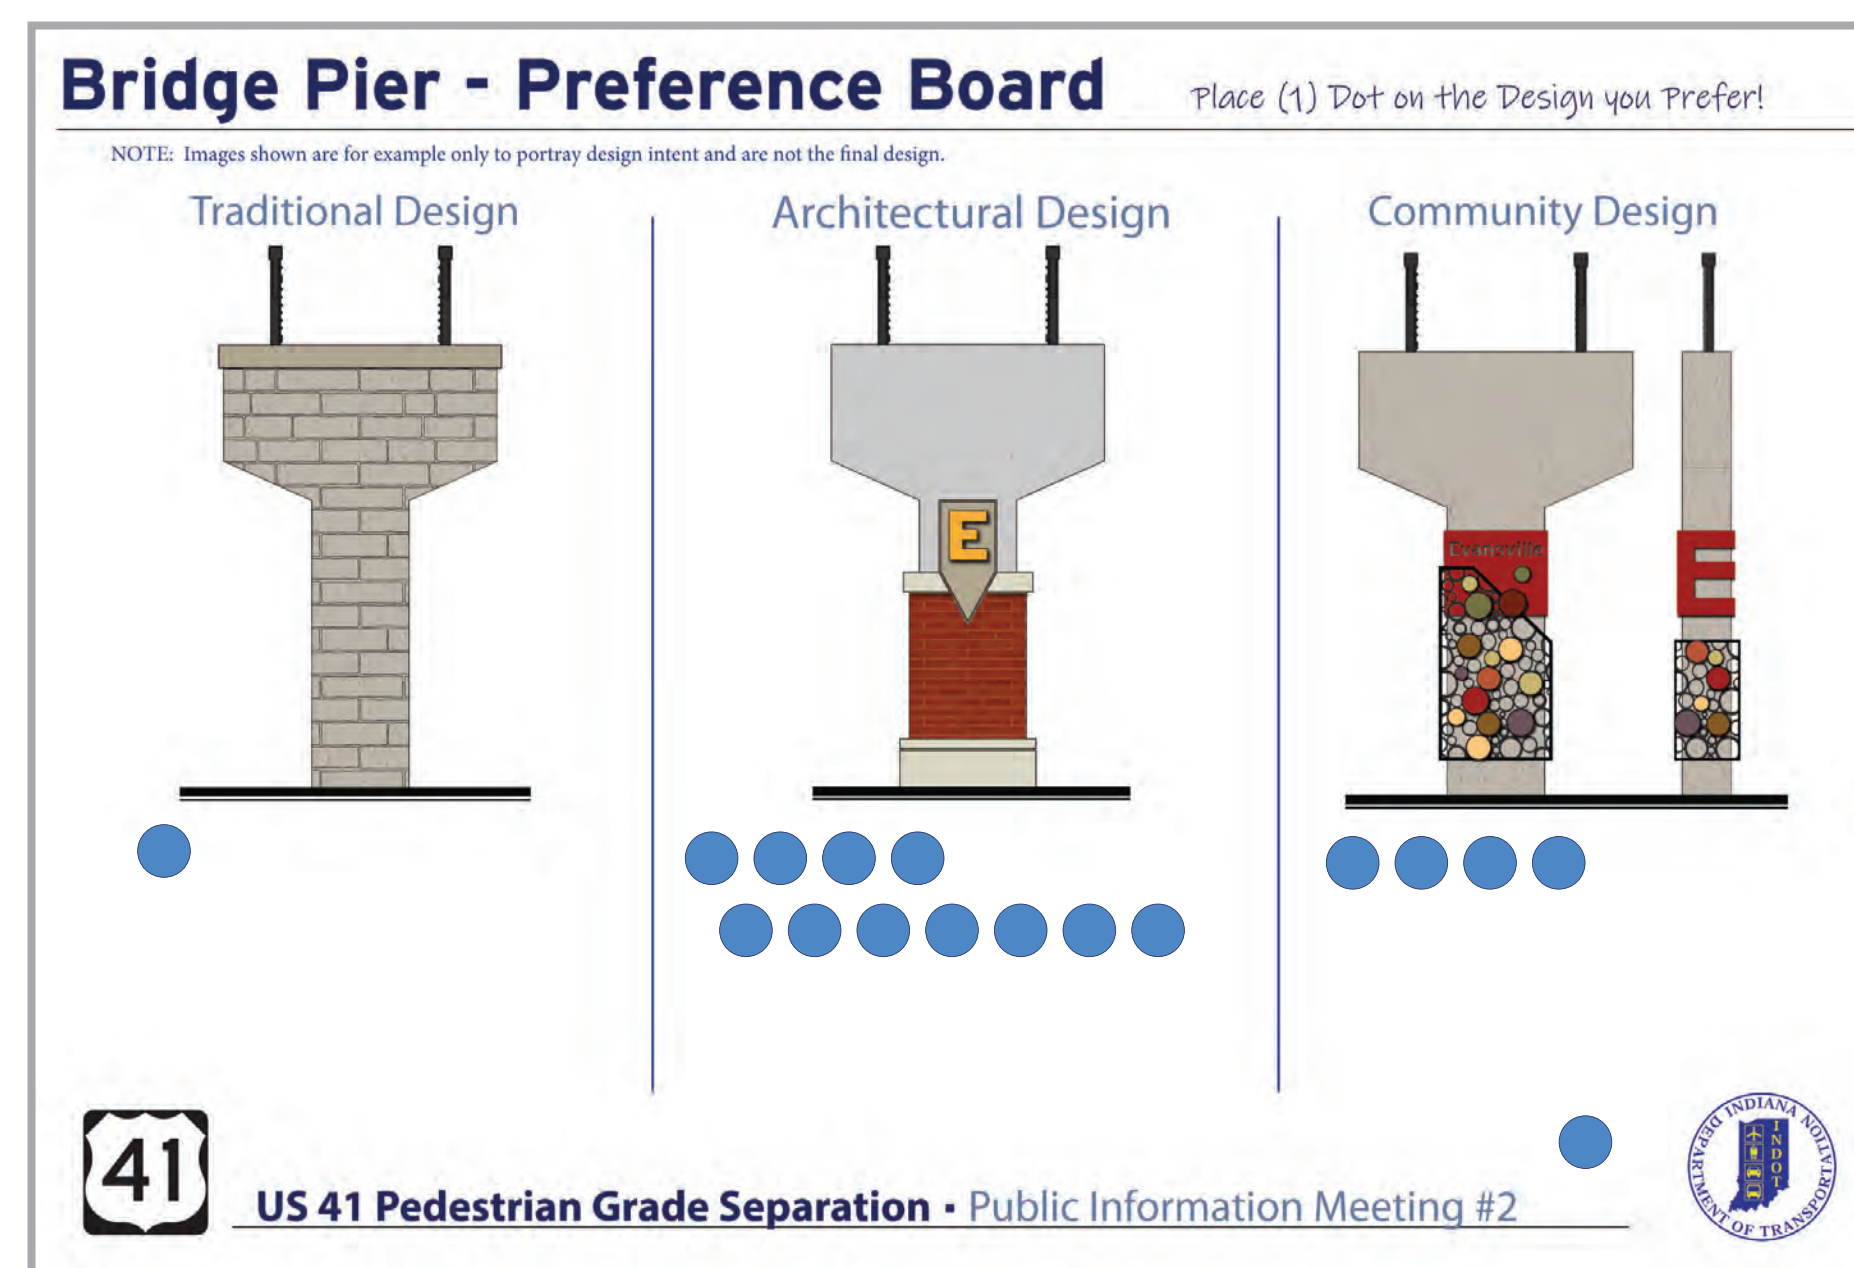 Bridge Pier - Preference Board
Place (1) Dot on the Design you Prefer!
NOTE: Images shown are for example only to portray design intent and are not the final design.
Traditional Design
Architectural Design
Community Design
E
Evansville
E
41
US 41 Pedestrian Grade Separation ▪ Public Information Meeting #2
INDIANA DEPARTMENT OF TRANSPORTATION
INDOT